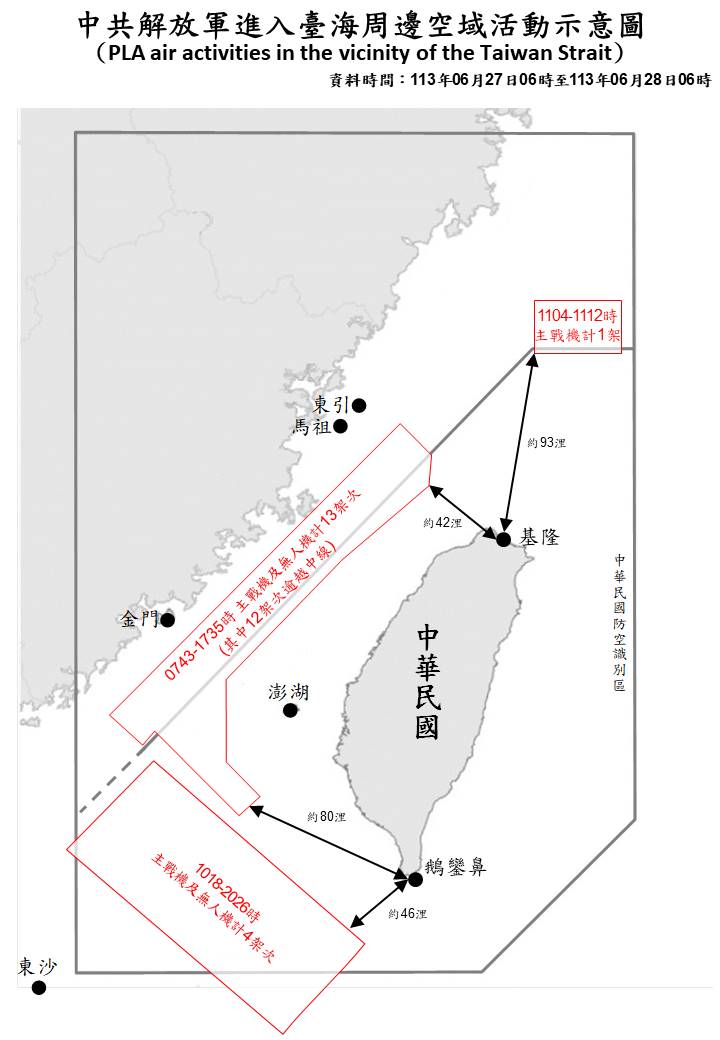 中共解放軍進入臺海周邊空域活動示意圖
（PLA air activities in the vicinity of the Taiwan Strait）
資料時間：113年06月27日06時至113年06月28日06時
1104-1112時
主戰機計1架
東引
馬祖
約93浬
約42浬
基隆
0743-1735時 主戰機及無人機計13架次
(其中12架次逾越中線)
中華民國防空識別區
金門
中華民國
澎湖
約80浬
鵝鑾鼻
1018-2026時
主戰機及無人機計4架次
約46浬
東沙